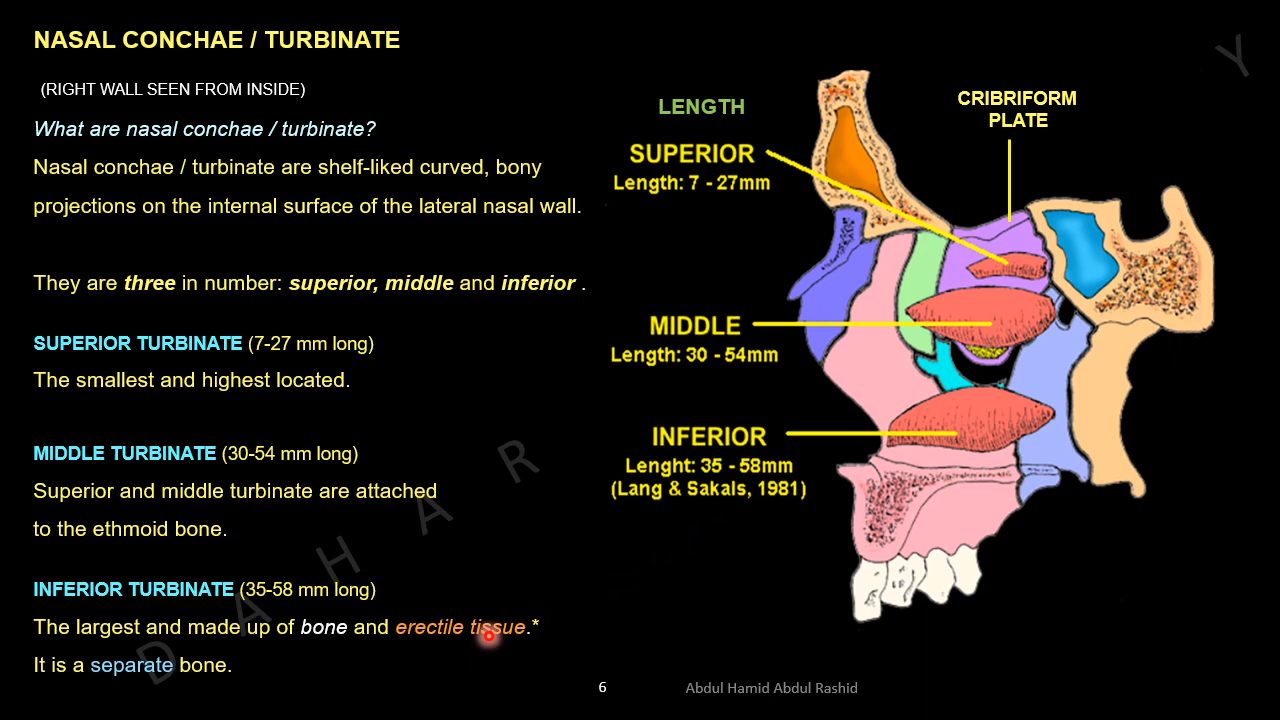 NASAL CONCHAE / TURBINATE
(RIGHT WALL SEEN FROM INSIDE)
What are nasal conchae / turbinate?
Nasal conchae / turbinate are shelf-liked curved, bony
projections on the internal surface of the lateral nasal wall.
They are three in number: superior, middle and inferior .
SUPERIOR TURBINATE (7-27 mm long)
The smallest and highest located.
MIDDLE TURBINATE (30-54 mm long)
Superior and middle turbinate are attached
to the ethmoid bone.
INFERIOR TURBINATE (35-58 mm long)
The largest and made up of bone and erectile tissue.*
It is a separate bone.
LENGTH
SUPERIOR
Length: 7 - 27mm
CRIBRIFORM
PLATE
MIDDLE
Length: 30 - 54mm
INFERIOR
Lenght: 35 - 58mm
(Lang & Sakals, 1981)
6
Abdul Hamid Abdul Rashid
D A H A R Y